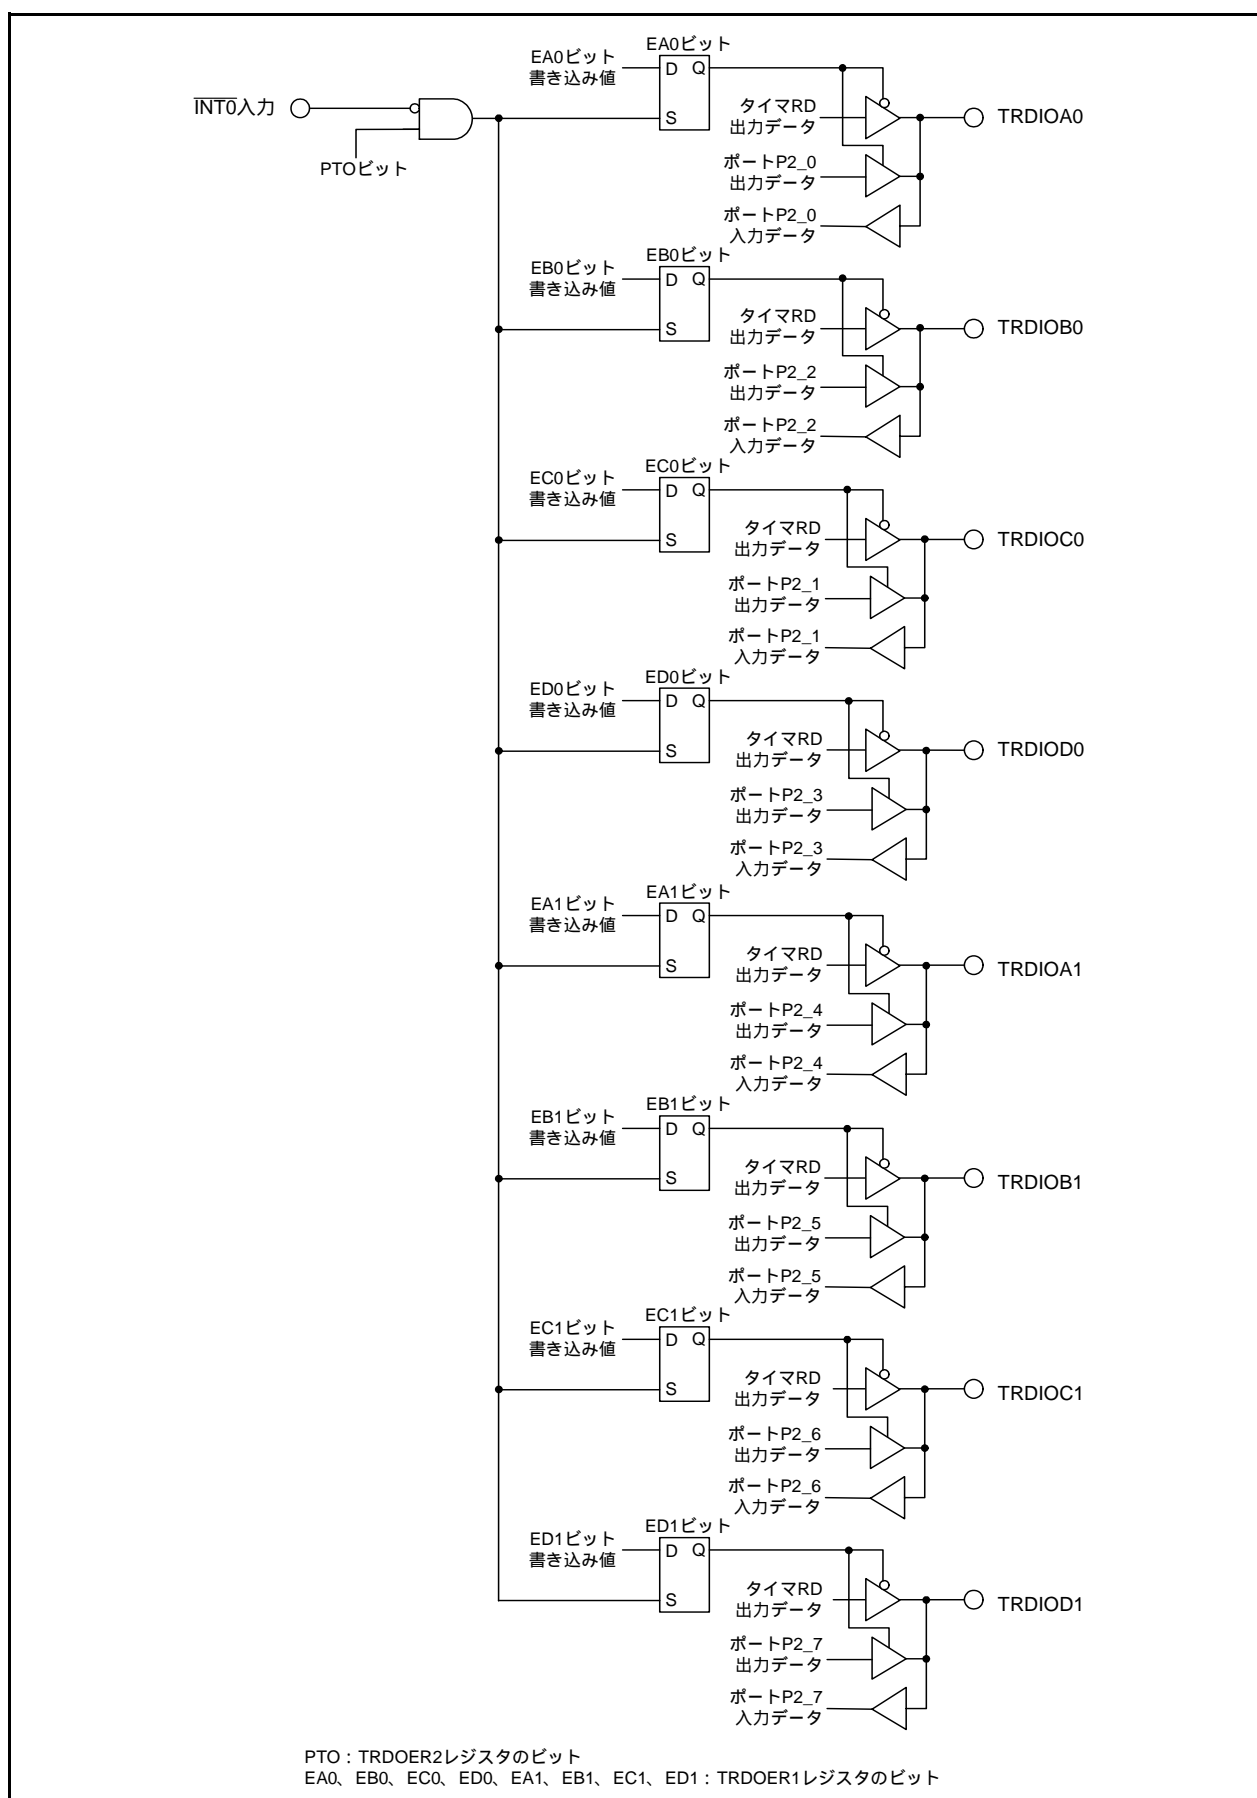 EA0ビット
EA0ビット
書き込み値
D Q
S
INT0入力
PTOビット
タイマRD
出力データ
TRDIOA0
ポートP2_0
出力データ
ポートP2_0
入力データ
EB0ビット
EB0ビット
書き込み値
D Q
S
タイマRD
出力データ
TRDIOB0
ポートP2_2
出力データ
ポートP2_2
入力データ
EC0ビット
EC0ビット
書き込み値
D Q
S
タイマRD
出力データ
TRDIOC0
ポートP2_1
出力データ
ポートP2_1
入力データ
ED0ビット
ED0ビット
書き込み値
D Q
S
タイマRD
出力データ
TRDIOD0
ポートP2_3
出力データ
ポートP2_3
入力データ
EA1ビット
EA1ビット
書き込み値
D Q
S
タイマRD
出力データ
TRDIOA1
ポートP2_4
出力データ
ポートP2_4
入力データ
EB1ビット
EB1ビット
書き込み値
D Q
S
タイマRD
出力データ
TRDIOB1
ポートP2_5
出力データ
ポートP2_5
入力データ
EC1ビット
EC1ビット
書き込み値
D Q
S
タイマRD
出力データ
TRDIOC1
ポートP2_6
出力データ
ポートP2_6
入力データ
ED1ビット
ED1ビット
書き込み値
D Q
S
タイマRD
出力データ
TRDIOD1
ポートP2_7
出力データ
ポートP2_7
入力データ
PTO：TRDOER2レジスタのビット
EA0、EB0、EC0、ED0、EA1、EB1、EC1、ED1：TRDOER1レジスタのビット